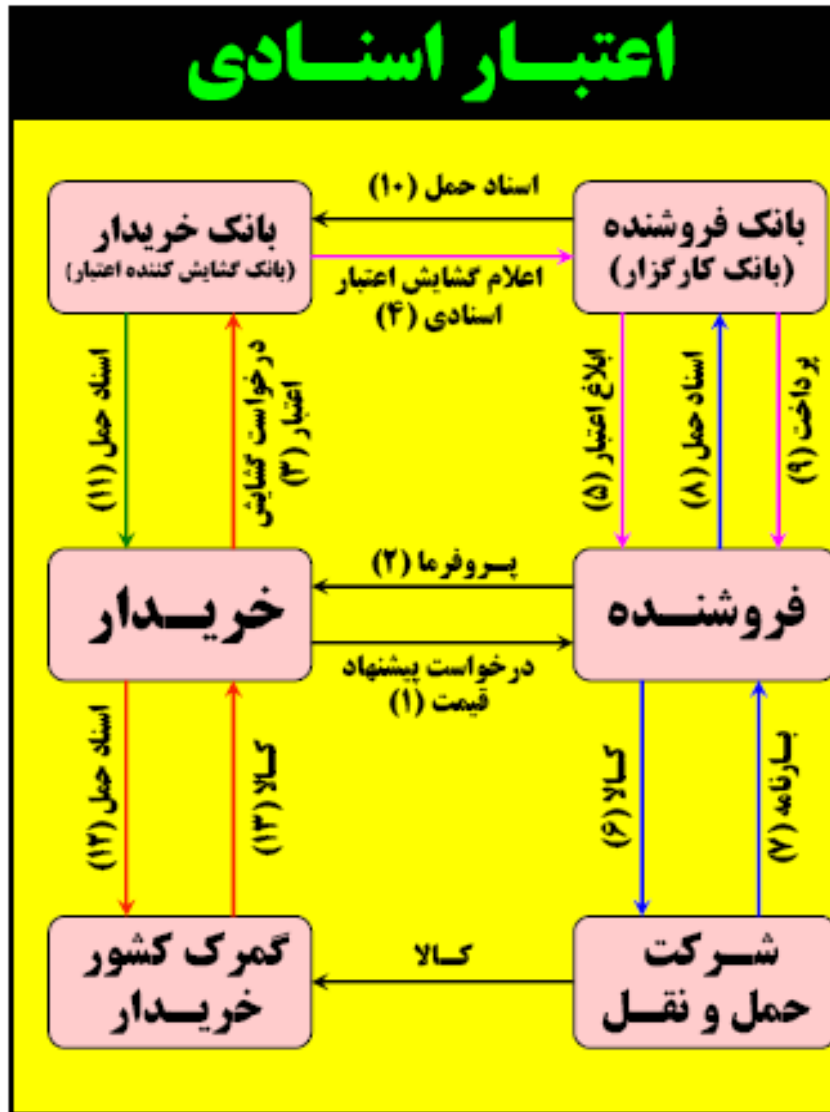 اعتبار اسنادی
بانک فروشنده
(بانک کارگزار)
اسناد حمل (۱۰)
اعلام گشایش اعتبار
اسنادی (۴)
بانک خریدار
(بانک گشایش کننده اعتبار)
پرداخت (۹)
اسناد حمل (۸)
ابلاغ اعتبار (۵)
درخواست گشایش
اعتبار (۳)
اسناد حمل (۱۱)
فروشنده
پروفرما (۲)
درخواست پیشنهاد
قیمت (۱)
خریدار
بارنامه (۷)
کالا (۶)
کالا (۱۳)
اسناد حمل (۱۲)
شرکت
حمل و نقل
کالا
گمرک کشور
خریدار